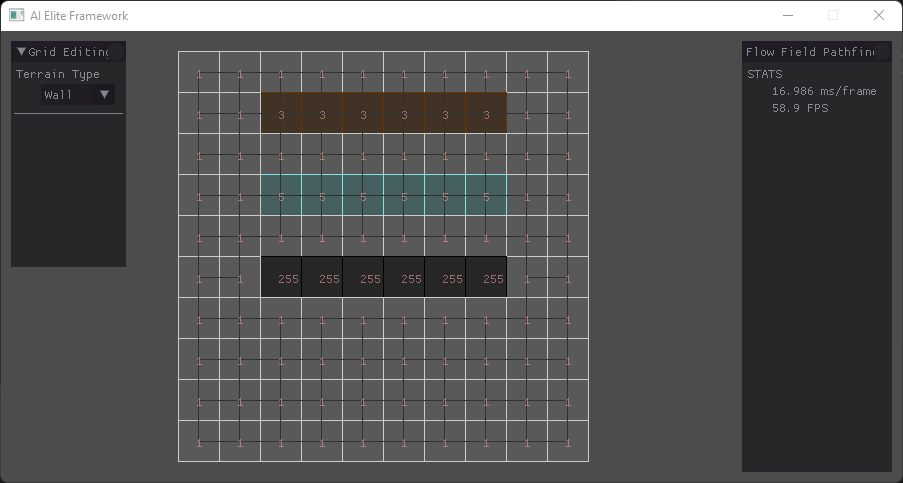 AI Elite Framework
Grid Editing
Terrain Type
Wall
1 1 1 1 1 1 1 1 1 1
1 1 3 3 3 3 3 3 1 1
1 1 1 1 1 1 1 1 1 1
1 1 5 5 5 5 5 5 1 1
1 1 1 1 1 1 1 1 1 1
1 1 255 255 255 255 255 255 1 1
1 1 1 1 1 1 1 1 1 1
1 1 1 1 1 1 1 1 1 1
1 1 1 1 1 1 1 1 1 1
1 1 1 1 1 1 1 1 1 1
Flow Field Pathfin
STATS
16.986 ms/frame
58.9 FPS